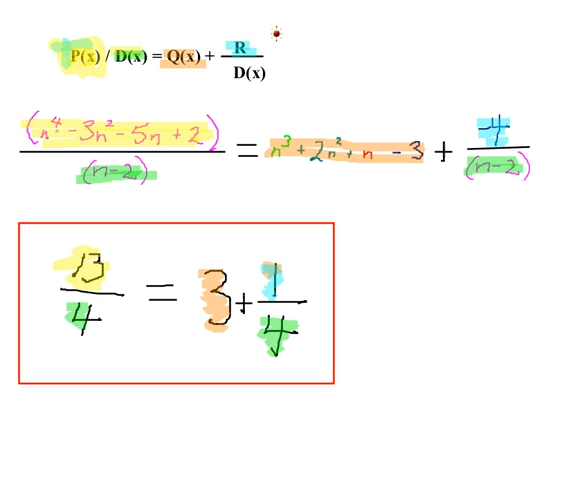 P(x) / D(x) = Q(x) + R / D(x)
(n⁴ - 3n² - 5n + 2) / (n - 2) = n³ + 2n² + n - 3 + -4 / (n - 2)
13 / 4 = 3 + 1 / 4